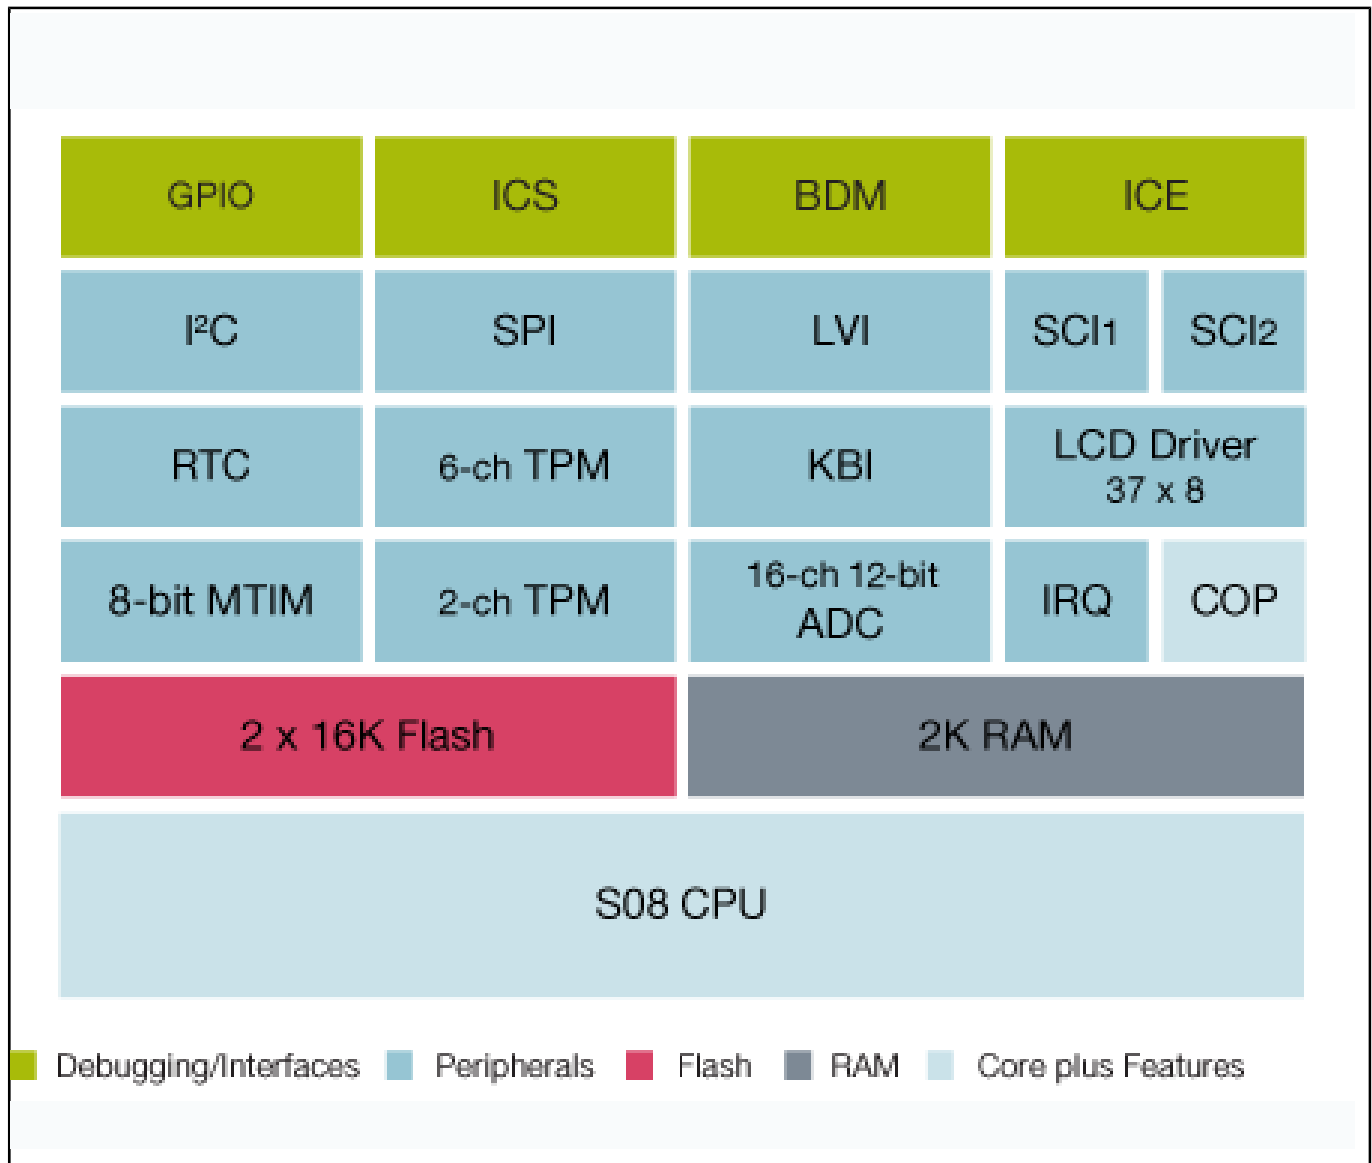 GPIO ICS BDM ICE
I²C SPI LVI SCI1 SCI2
RTC 6-ch TPM KBI LCD Driver
37 x 8
8-bit MTIM 2-ch TPM 16-ch 12-bit
ADC IRQ COP
2 x 16K Flash 2K RAM
S08 CPU
Debugging/Interfaces Peripherals Flash RAM Core plus Features